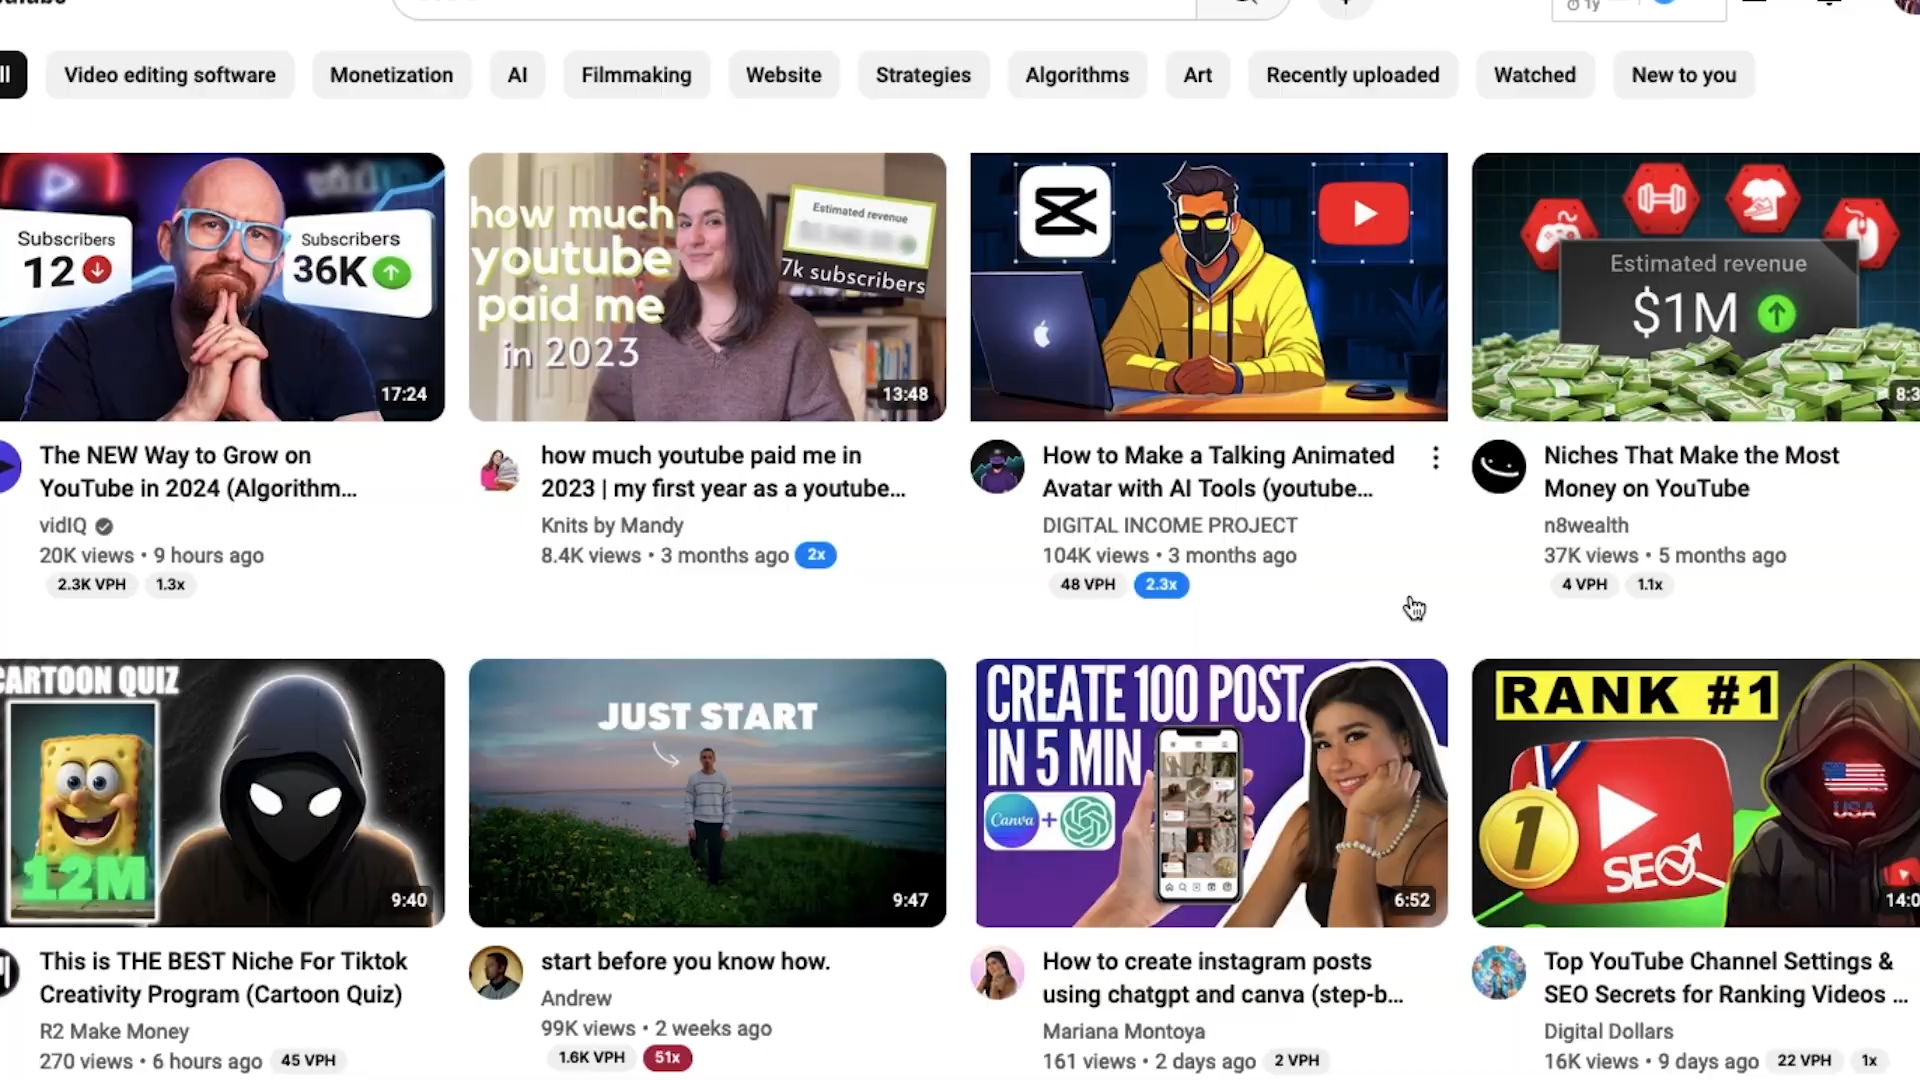 1y
Video editing software
Monetization
AI
Filmmaking
Website
Strategies
Algorithms
Art
Recently uploaded
Watched
New to you
Subscribers
12
Subscribers
36K
17:24
how much
youtube
paid me
in 2023
Estimated revenue
7k subscribers
13:48
Estimated revenue
$1M
8:3
The NEW Way to Grow on
YouTube in 2024 (Algorithm...
vidIQ
20K views • 9 hours ago
2.3K VPH 1.3x
how much youtube paid me in
2023 | my first year as a youtube...
Knits by Mandy
8.4K views • 3 months ago 2x
How to Make a Talking Animated
Avatar with AI Tools (youtube...
DIGITAL INCOME PROJECT
104K views • 3 months ago
48 VPH 2.3x
Niches That Make the Most
Money on YouTube
n8wealth
37K views • 5 months ago
4 VPH 1.1x
CARTOON QUIZ
12M
9:40
JUST START
9:47
CREATE 100 POST
IN 5 MIN
Canva +
6:52
RANK #1
1
SEO
USA
14:0
This is THE BEST Niche For Tiktok
Creativity Program (Cartoon Quiz)
R2 Make Money
270 views • 6 hours ago 45 VPH
start before you know how.
Andrew
99K views • 2 weeks ago
1.6K VPH 51x
How to create instagram posts
using chatgpt and canva (step-b...
Mariana Montoya
161 views • 2 days ago 2 VPH
Top YouTube Channel Settings &
SEO Secrets for Ranking Videos ...
Digital Dollars
16K views • 9 days ago 22 VPH 1x